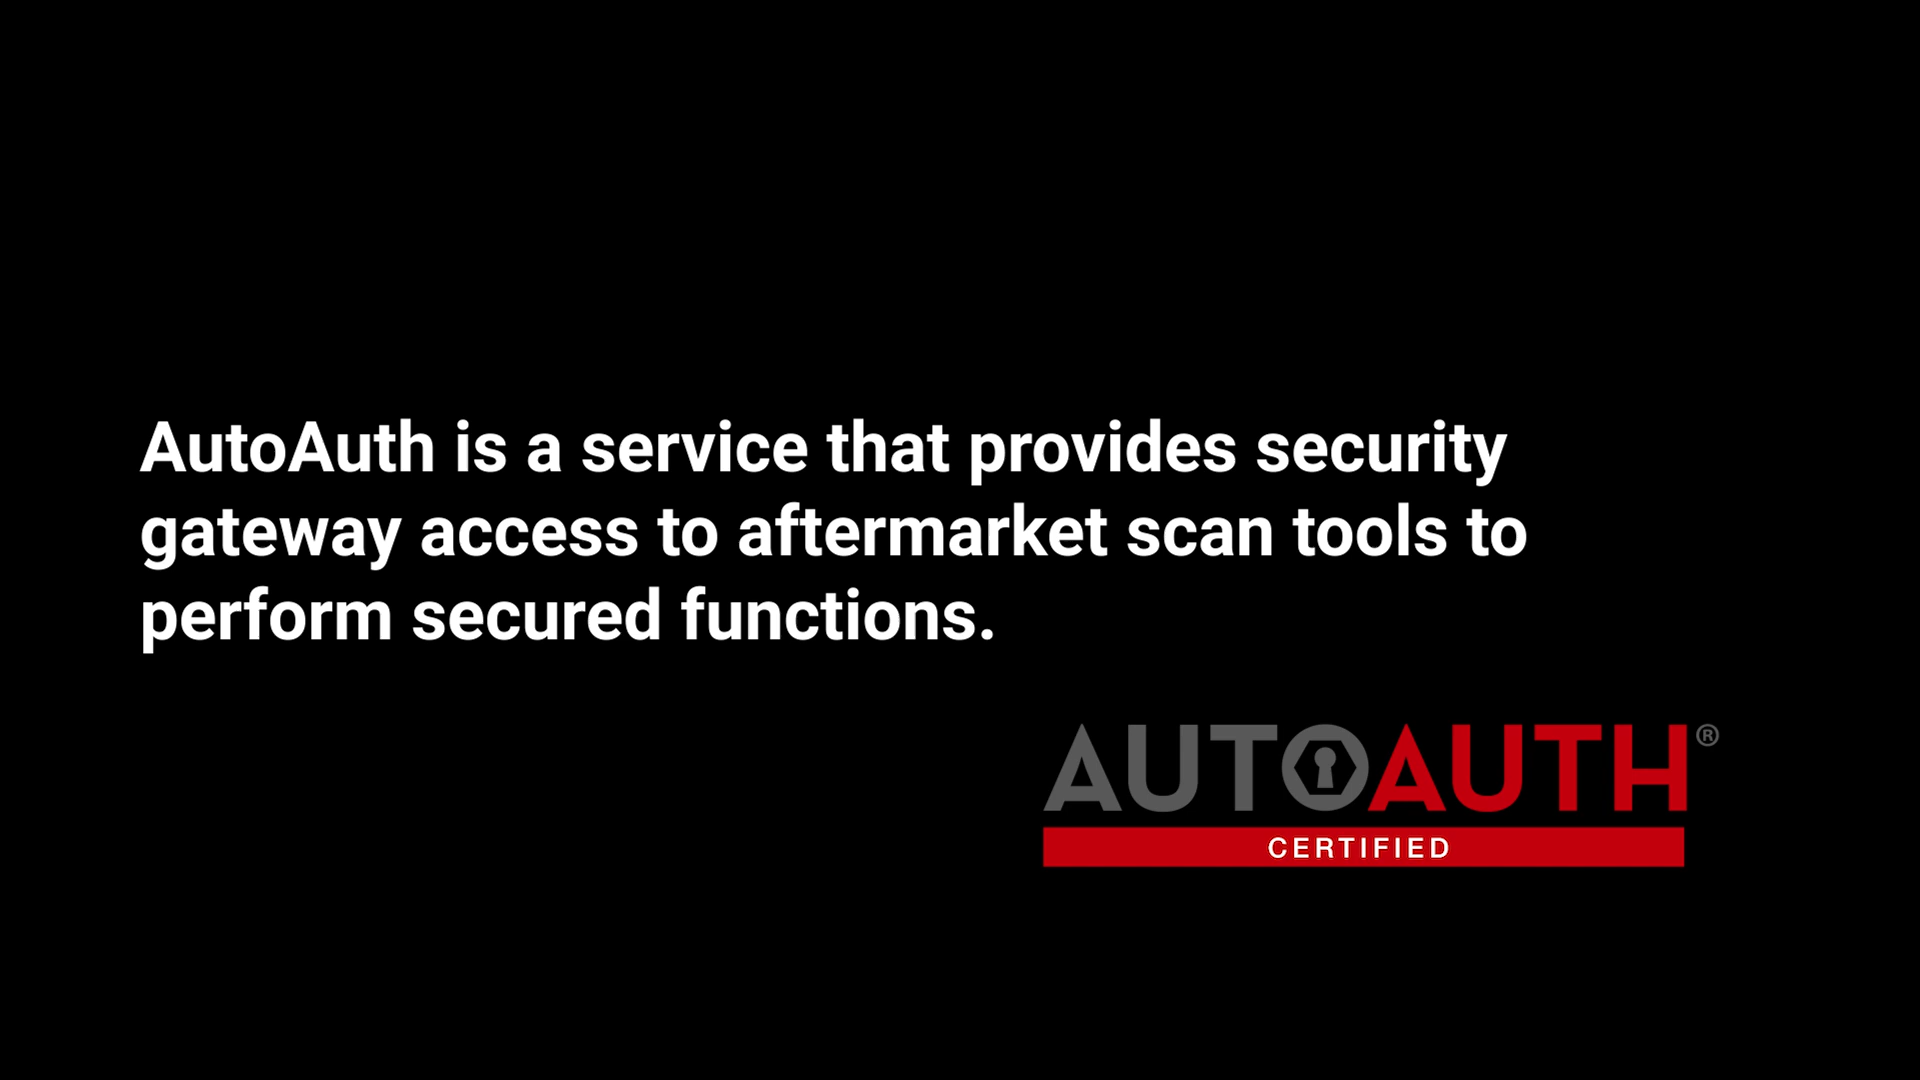 AutoAuth is a service that provides security
gateway access to aftermarket scan tools to
perform secured functions.
AUTOAUTH®
CERTIFIED